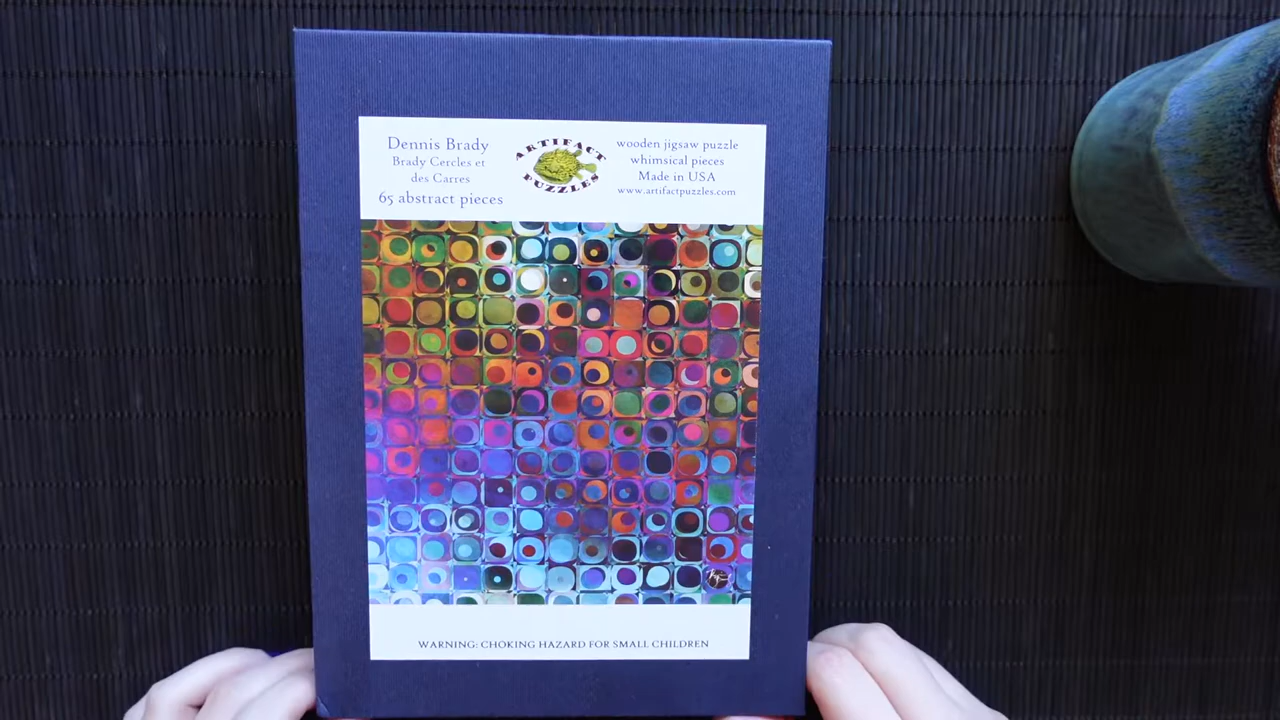 Dennis Brady
Brady Cercles et
des Carres
65 abstract pieces
ARTIFACT
PUZZLES
wooden jigsaw puzzle
whimsical pieces
Made in USA
www.artifactpuzzles.com
WARNING: CHOKING HAZARD FOR SMALL CHILDREN